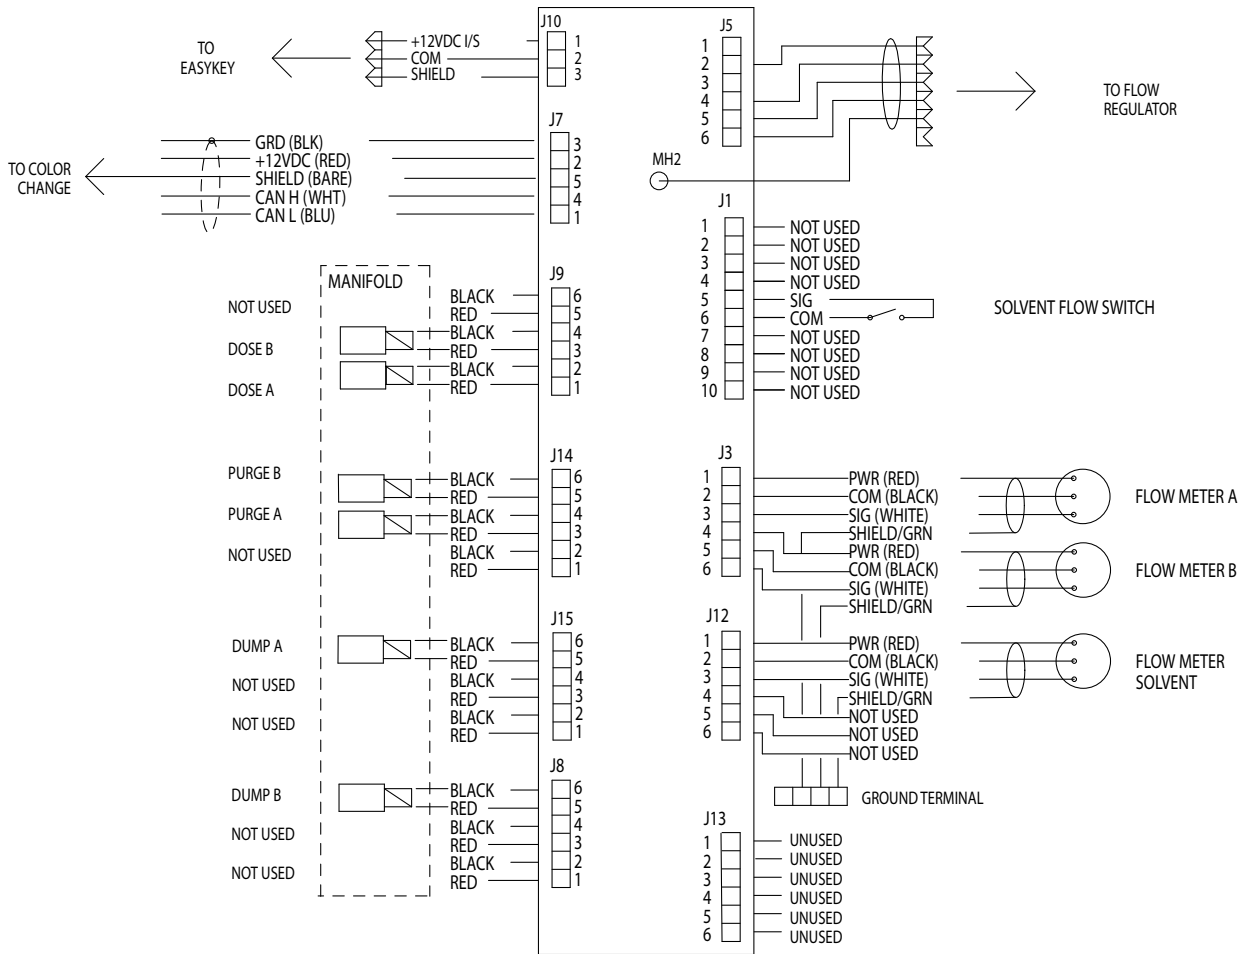 J10
+12VDC I/S 1
COM 2
SHIELD 3
TO
EASYKEY
J7
GRD (BLK) 3
+12VDC (RED) 2
SHIELD (BARE) 5
CAN H (WHT) 4
CAN L (BLU) 1
TO COLOR
CHANGE
MANIFOLD
J9
NOT USED
BLACK 6
RED 5
DOSE B
BLACK 4
RED 3
DOSE A
BLACK 2
RED 1
J14
PURGE B
BLACK 6
RED 5
PURGE A
BLACK 4
RED 3
NOT USED
BLACK 2
RED 1
J15
DUMP A
BLACK 6
RED 5
NOT USED
BLACK 4
RED 3
NOT USED
BLACK 2
RED 1
J8
DUMP B
BLACK 6
RED 5
NOT USED
BLACK 4
RED 3
NOT USED
BLACK 2
RED 1
J5
1
2
3
4
5
6
TO FLOW
REGULATOR
MH2
J1
1 NOT USED
2 NOT USED
3 NOT USED
4 NOT USED
5 SIG
6 COM
7 NOT USED
8 NOT USED
9 NOT USED
10 NOT USED
SOLVENT FLOW SWITCH
J3
1 PWR (RED)
2 COM (BLACK)
3 SIG (WHITE)
4 SHIELD/GRN
5 PWR (RED)
6 COM (BLACK)
SIG (WHITE)
SHIELD/GRN
FLOW METER A
FLOW METER B
J12
1 PWR (RED)
2 COM (BLACK)
3 SIG (WHITE)
4 SHIELD/GRN
5 NOT USED
6 NOT USED
NOT USED
FLOW METER
SOLVENT
GROUND TERMINAL
J13
1 UNUSED
2 UNUSED
3 UNUSED
4 UNUSED
5 UNUSED
6 UNUSED